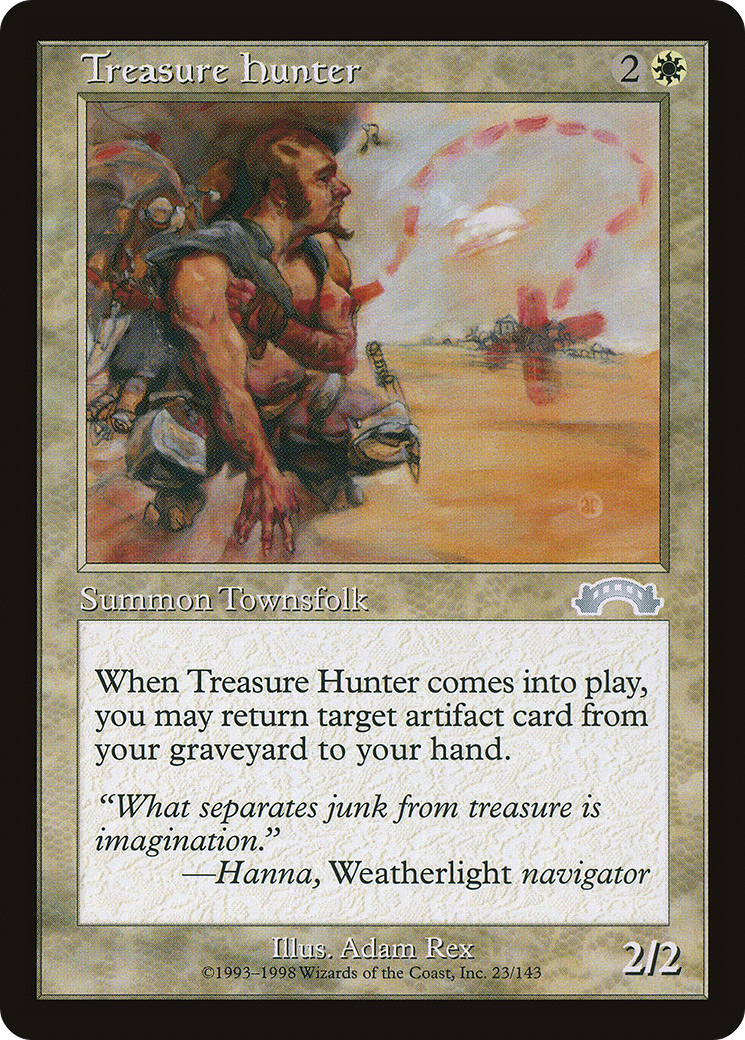 Treasure Hunter 2
Summon Townsfolk
When Treasure Hunter comes into play,
you may return target artifact card from
your graveyard to your hand.
“What separates junk from treasure is
imagination.”
—Hanna, Weatherlight navigator
Illus. Adam Rex
©1993–1998 Wizards of the Coast, Inc. 23/143
2/2